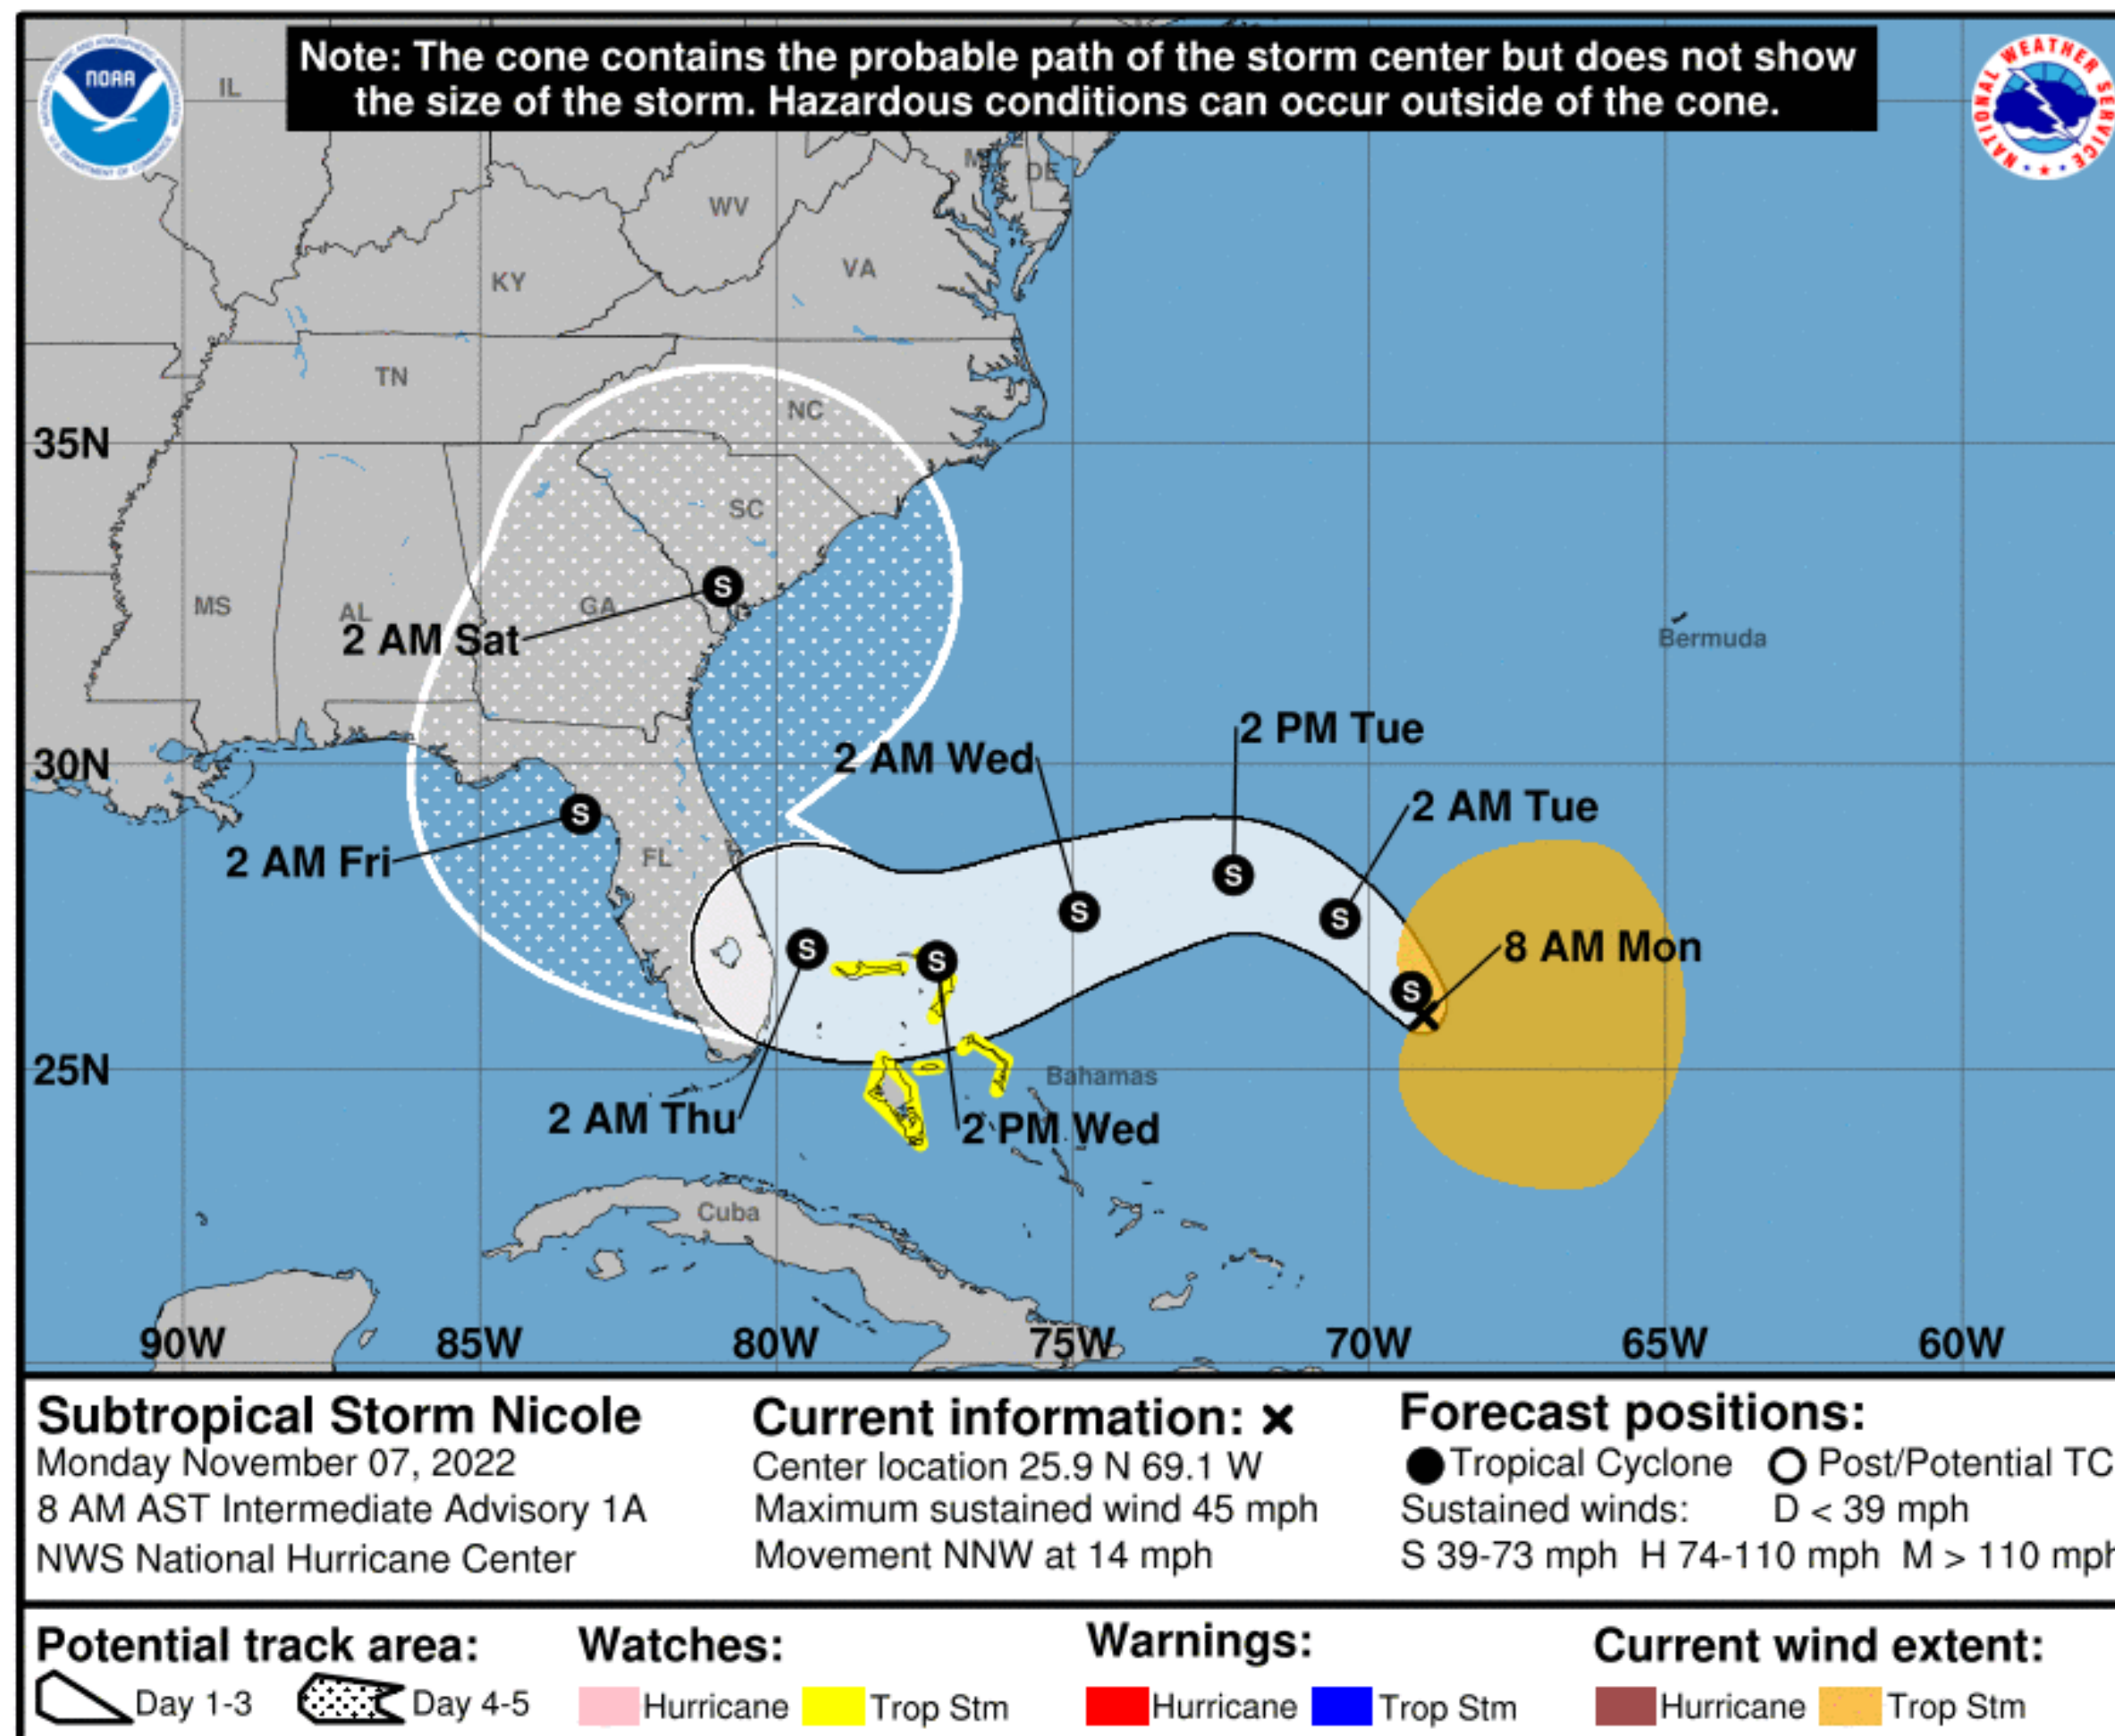 Note: The cone contains the probable path of the storm center but does not show
the size of the storm. Hazardous conditions can occur outside of the cone.
NOAA
NATIONAL WEATHER SERVICE
IL
DE
WV
VA
KY
TN
NC
35N
SC
MS
AL
GA
2 AM Sat
Bermuda
2 PM Tue
2 AM Wed
30N
2 AM Tue
FL
2 AM Fri
8 AM Mon
25N
Bahamas
2 AM Thu
2 PM Wed
Cuba
90W 85W 80W 75W 70W 65W 60W
S S S S S S S S
Subtropical Storm Nicole
Monday November 07, 2022
8 AM AST Intermediate Advisory 1A
NWS National Hurricane Center
Current information: x
Center location 25.9 N 69.1 W
Maximum sustained wind 45 mph
Movement NNW at 14 mph
Forecast positions:
Tropical Cyclone Post/Potential TC
Sustained winds: D < 39 mph
S 39-73 mph H 74-110 mph M > 110 mph
Potential track area:
Day 1-3 Day 4-5
Watches:
Hurricane Trop Stm
Warnings:
Hurricane Trop Stm
Current wind extent:
Hurricane Trop Stm